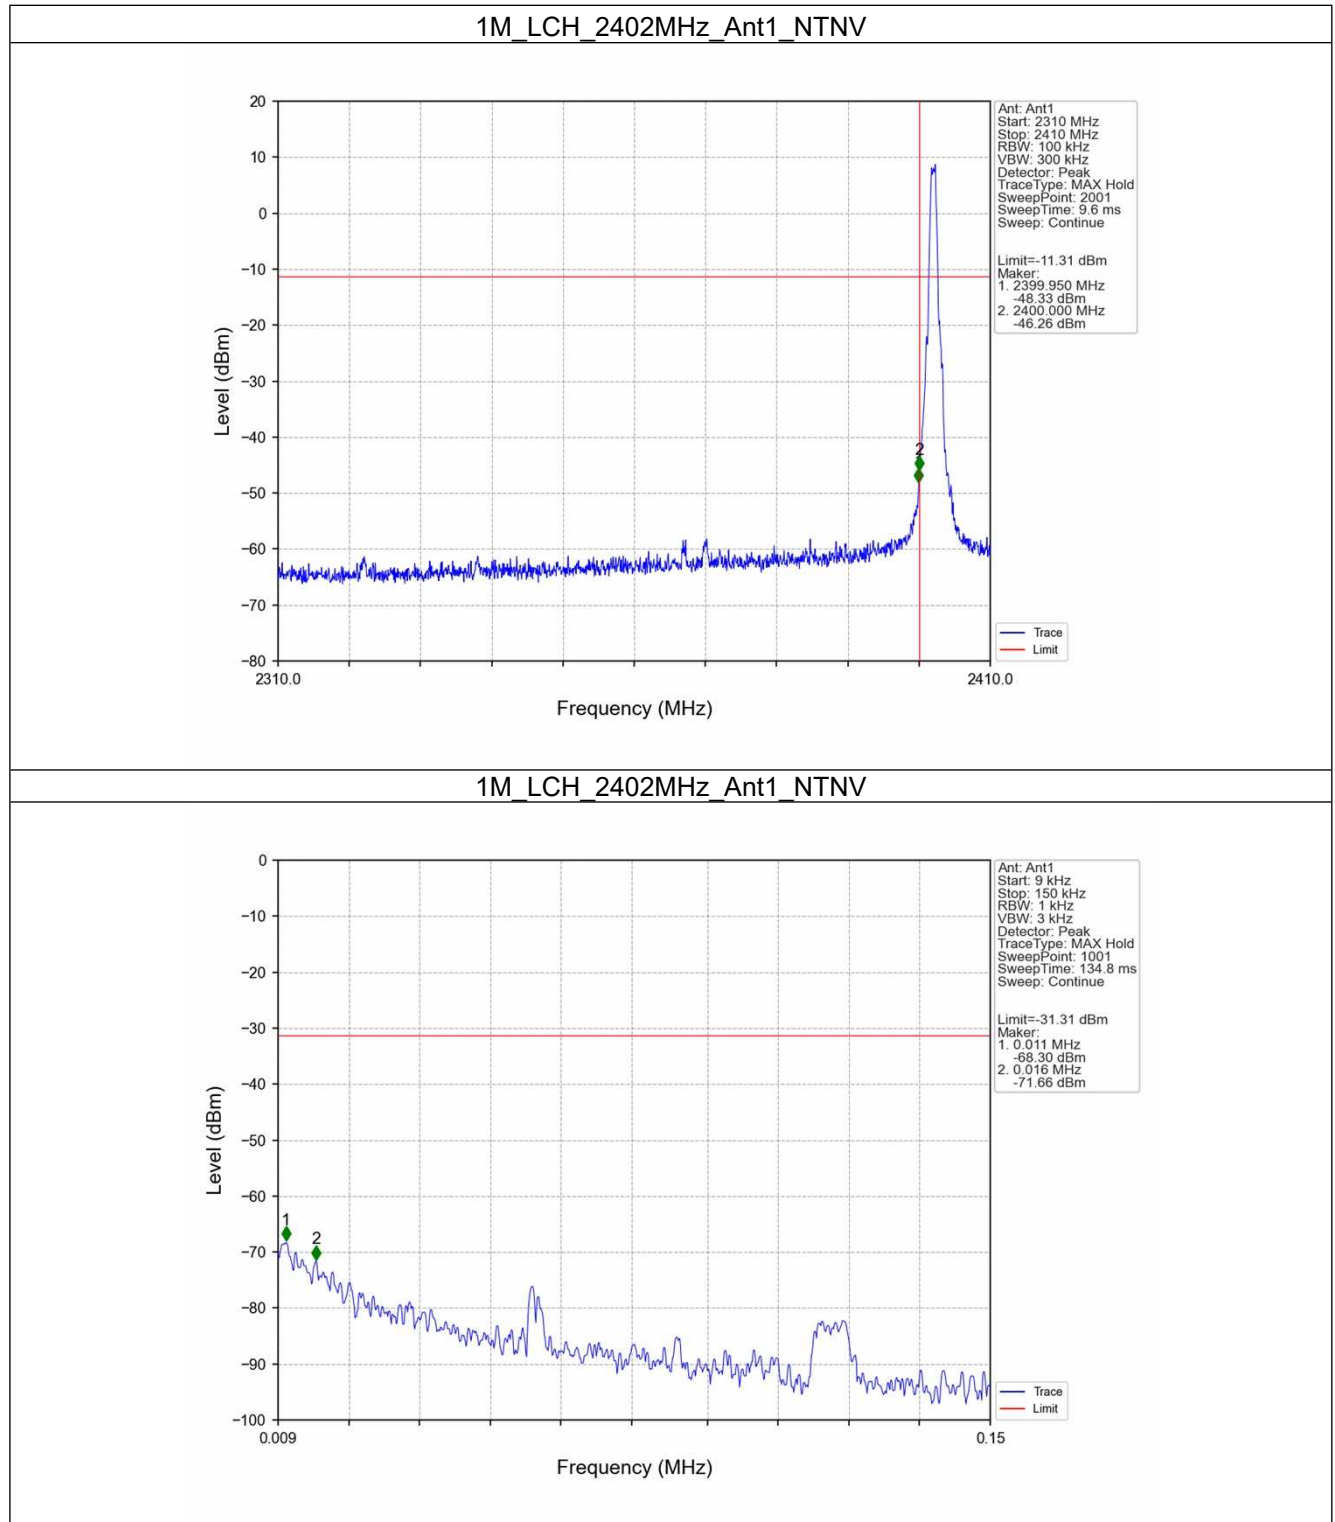 1M_LCH_2402MHz_Ant1_NTNV
20
10
0
−10
−20
−30
−40
−50
−60
−70
−80
Level (dBm)
2
2310.0
2410.0
Frequency (MHz)
Ant: Ant1
Start: 2310 MHz
Stop: 2410 MHz
RBW: 100 kHz
VBW: 300 kHz
Detector: Peak
TraceType: MAX Hold
SweepPoint: 2001
SweepTime: 9.6 ms
Sweep: Continue
Limit=-11.31 dBm
Maker:
1. 2399.950 MHz
-48.33 dBm
2. 2400.000 MHz
-46.26 dBm
Trace
Limit
1M_LCH_2402MHz_Ant1_NTNV
0
−10
−20
−30
−40
−50
−60
−70
−80
−90
−100
Level (dBm)
1
2
0.009
0.15
Frequency (MHz)
Ant: Ant1
Start: 9 kHz
Stop: 150 kHz
RBW: 1 kHz
VBW: 3 kHz
Detector: Peak
TraceType: MAX Hold
SweepPoint: 1001
SweepTime: 134.8 ms
Sweep: Continue
Limit=-31.31 dBm
Maker:
1. 0.011 MHz
-68.30 dBm
2. 0.016 MHz
-71.66 dBm
Trace
Limit